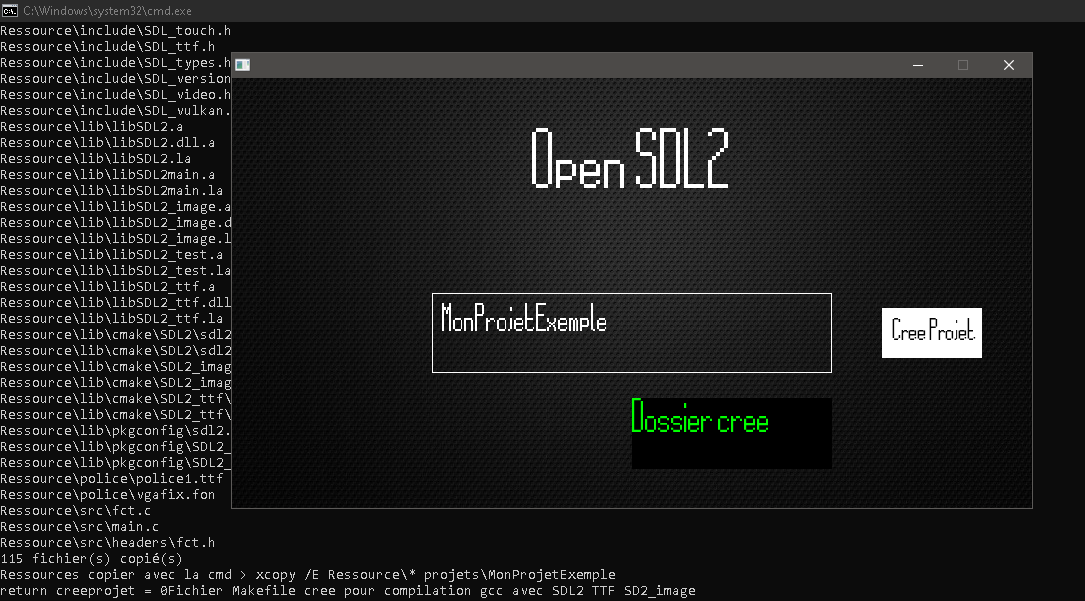 C:\Windows\system32\cmd.exe
Ressource\include\SDL_touch.h
Ressource\include\SDL_ttf.h
Ressource\include\SDL_types.h
Ressource\include\SDL_version
Ressource\include\SDL_video.h
Ressource\include\SDL_vulkan.
Ressource\lib\libSDL2.a
Ressource\lib\libSDL2.dll.a
Ressource\lib\libSDL2.la
Ressource\lib\libSDL2main.a
Ressource\lib\libSDL2main.la
Ressource\lib\libSDL2_image.a
Ressource\lib\libSDL2_image.d
Ressource\lib\libSDL2_image.l
Ressource\lib\libSDL2_test.a
Ressource\lib\libSDL2_test.la
Ressource\lib\libSDL2_ttf.a
Ressource\lib\libSDL2_ttf.dll
Ressource\lib\libSDL2_ttf.la
Ressource\lib\cmake\SDL2\sdl2
Ressource\lib\cmake\SDL2\sdl2
Ressource\lib\cmake\SDL2_imag
Ressource\lib\cmake\SDL2_imag
Ressource\lib\cmake\SDL2_ttf\
Ressource\lib\cmake\SDL2_ttf\
Ressource\lib\pkgconfig\sdl2.
Ressource\lib\pkgconfig\SDL2_
Ressource\lib\pkgconfig\SDL2_
Ressource\police\police1.ttf
Ressource\police\vgafix.fon
Ressource\src\fct.c
Ressource\src\main.c
Ressource\src\headers\fct.h
115 fichier(s) copié(s)
Ressources copier avec la cmd > xcopy /E Ressource\* projets\MonProjetExemple
return creeprojet = 0Fichier Makefile cree pour compilation gcc avec SDL2 TTF SD2_image
Open SDL2
MonProjetExemple
Cree Projet
Dossier cree